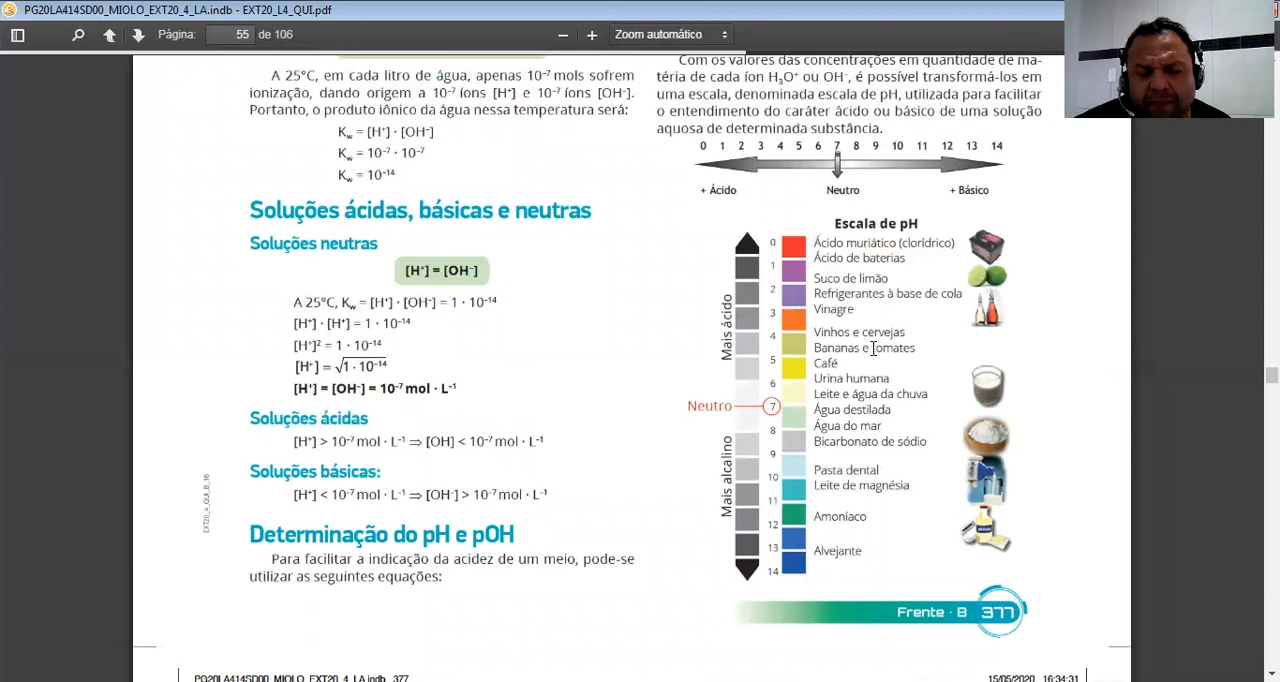 PG20LA414SD00_MIOLO_EXT20_4_LA.indb - EXT20_L4_QUI.pdf
Página: 55 de 106
Zoom automático
A 25°C, em cada litro de água, apenas 10⁻⁷ mols sofrem
ionização, dando origem a 10⁻⁷ íons [H⁺] e 10⁻⁷ íons [OH⁻].
Portanto, o produto iônico da água nessa temperatura será:
Kw = [H⁺] · [OH⁻]
Kw = 10⁻⁷ · 10⁻⁷
Kw = 10⁻¹⁴
Soluções ácidas, básicas e neutras
Soluções neutras
[H⁺] = [OH⁻]
A 25°C, Kw = [H⁺] · [OH⁻] = 1 · 10⁻¹⁴
[H⁺] · [H⁺] = 1 · 10⁻¹⁴
[H⁺]² = 1 · 10⁻¹⁴
[H⁺] = √1 · 10⁻¹⁴
[H⁺] = [OH⁻] = 10⁻⁷ mol · L⁻¹
Soluções ácidas
[H⁺] > 10⁻⁷ mol · L⁻¹ ⇒ [OH] < 10⁻⁷ mol · L⁻¹
Soluções básicas:
[H⁺] < 10⁻⁷ mol · L⁻¹ ⇒ [OH⁻] > 10⁻⁷ mol · L⁻¹
Determinação do pH e pOH
Para facilitar a indicação da acidez de um meio, pode-se
utilizar as seguintes equações:
EXT20_4_QUI_B_16
Com os valores das concentrações em quantidade de ma-
téria de cada íon H₃O⁺ ou OH⁻, é possível transformá-los em
uma escala, denominada escala de pH, utilizada para facilitar
o entendimento do caráter ácido ou básico de uma solução
aquosa de determinada substância.
0 1 2 3 4 5 6 7 8 9 10 11 12 13 14
+ Ácido Neutro + Básico
Escala de pH
Mais ácido
Neutro
Mais alcalino
0
1
2
3
4
5
6
7
8
9
10
11
12
13
14
Ácido muriático (clorídrico)
Ácido de baterias
Suco de limão
Refrigerantes à base de cola
Vinagre
Vinhos e cervejas
Bananas e tomates
Café
Urina humana
Leite e água da chuva
Água destilada
Água do mar
Bicarbonato de sódio
Pasta dental
Leite de magnésia
Amoníaco
Alvejante
Frente · B 377
PG20LA414SD00_MIOLO_EXT20_4_LA.indb 377
15/05/2020 16:34:31